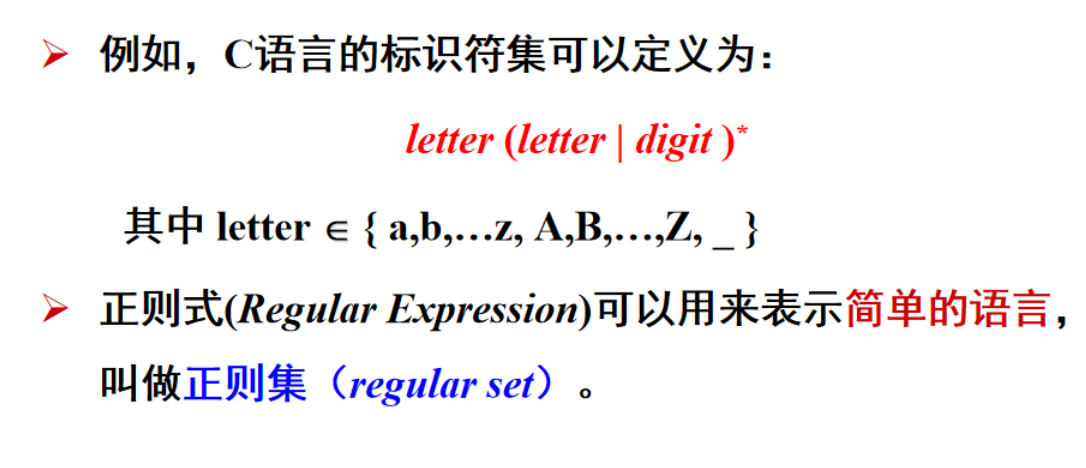 ➢ 例如，C语言的标识符集可以定义为：
letter (letter | digit )*
其中 letter ∈ { a,b,…z, A,B,…,Z, _ }
➢ 正则式(Regular Expression)可以用来表示简单的语言，
叫做正则集（regular set）。